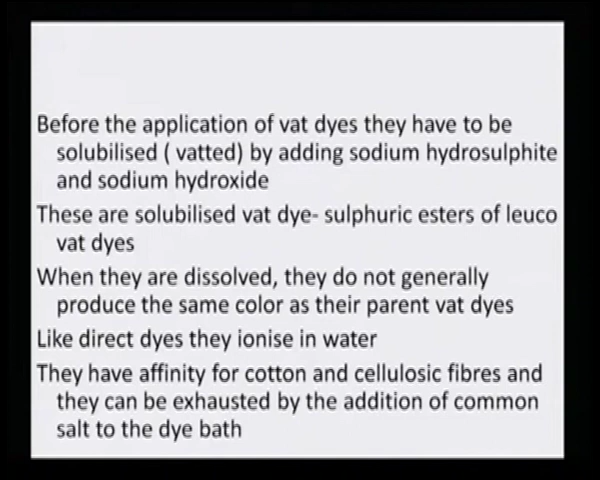 Before the application of vat dyes they have to be
solubilised ( vatted) by adding sodium hydrosulphite
and sodium hydroxide
These are solubilised vat dye- sulphuric esters of leuco
vat dyes
When they are dissolved, they do not generally
produce the same color as their parent vat dyes
Like direct dyes they ionise in water
They have affinity for cotton and cellulosic fibres and
they can be exhausted by the addition of common
salt to the dye bath